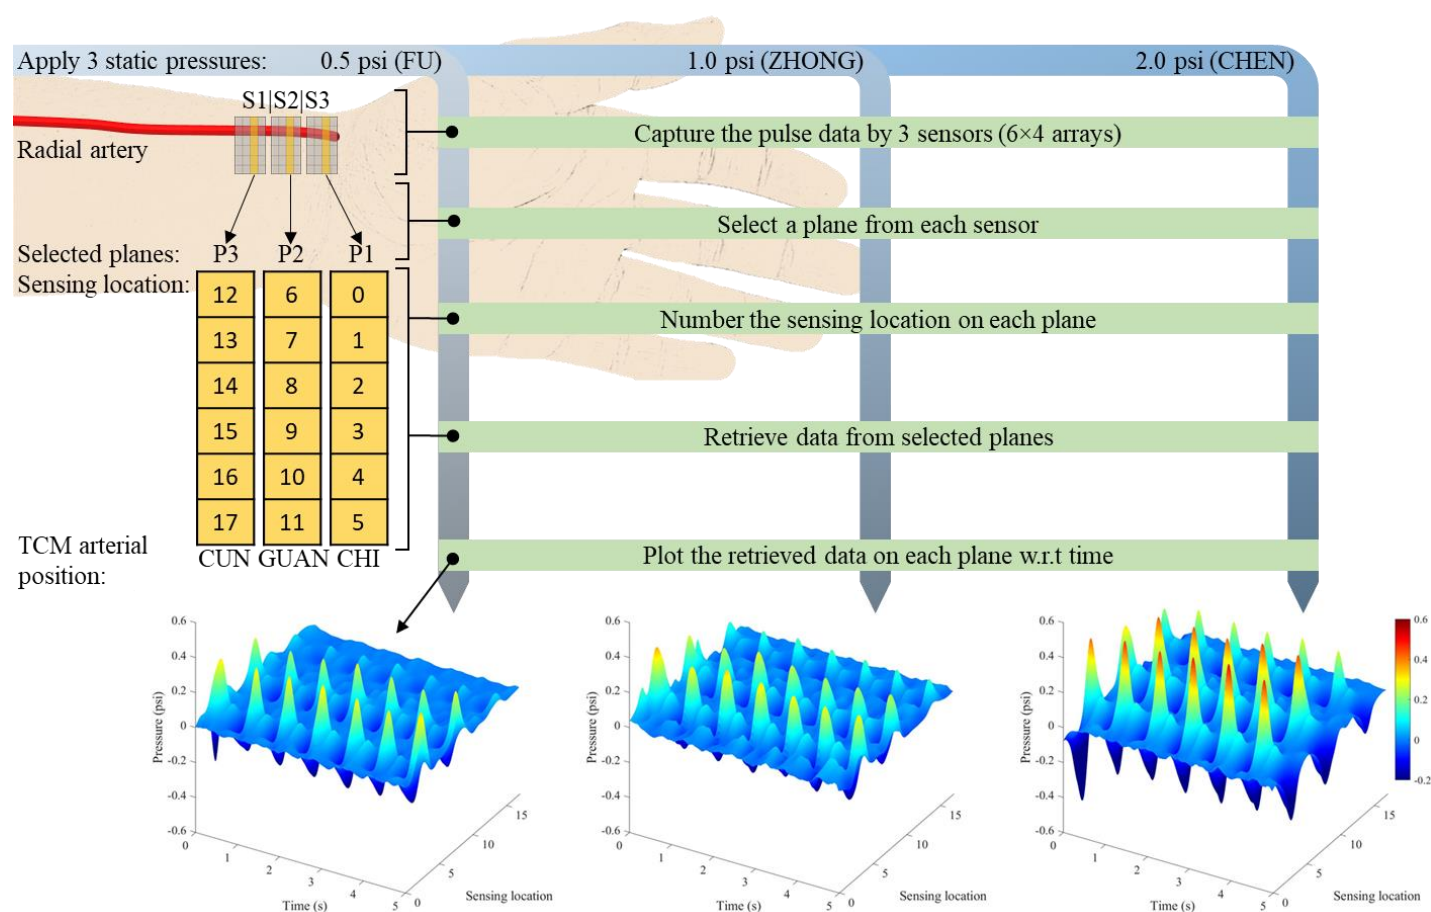 Apply 3 static pressures: 0.5 psi (FU) 1.0 psi (ZHONG) 2.0 psi (CHEN)
S1|S2|S3
Radial artery
Capture the pulse data by 3 sensors (6×4 arrays)
Select a plane from each sensor
Selected planes: P3 P2 P1
Sensing location:
12 6 0
13 7 1
14 8 2
15 9 3
16 10 4
17 11 5
Number the sensing location on each plane
Retrieve data from selected planes
TCM arterial
position:
CUN GUAN CHI
Plot the retrieved data on each plane w.r.t time
0.6
0.4
0.2
0
-0.2
-0.4
-0.6
Pressure (psi)
0 1 2 3 4 5
Time (s)
0 5 10 15
Sensing location
0.6
0.4
0.2
0
-0.2
-0.4
-0.6
Pressure (psi)
0 1 2 3 4 5
Time (s)
0 5 10 15
Sensing location
0.6
0.4
0.2
0
-0.2
-0.4
-0.6
Pressure (psi)
0 1 2 3 4 5
Time (s)
0 5 10 15
Sensing location
0.6
0.4
0.2
0
-0.2